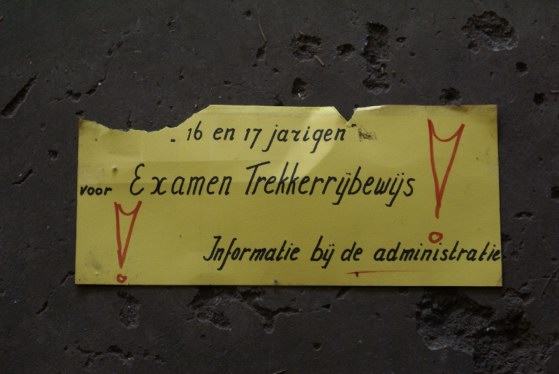 „16 en 17 jarigen"
voor Examen Trekkerrijbewijs
!
!
Informatie bij de administratie